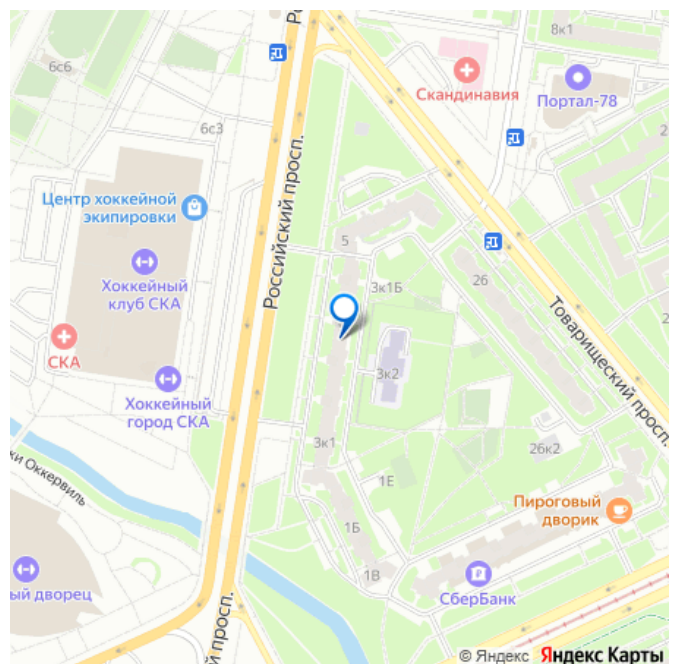 8к1
6с6
Скандинавия
Портал-78
6с3
Российский просп.
Центр хоккейной
экипировки
5
26
3к1Б
Хоккейный
клуб СКА
СКА
Товарищеский просп.
3к2
Хоккейный
город СКА
3к1
26к2
ки Оккервиль
1Е
Пироговый
дворик
1Б
1В
ый дворец
СберБанк
й просп.
© Яндекс Яндекс Карты